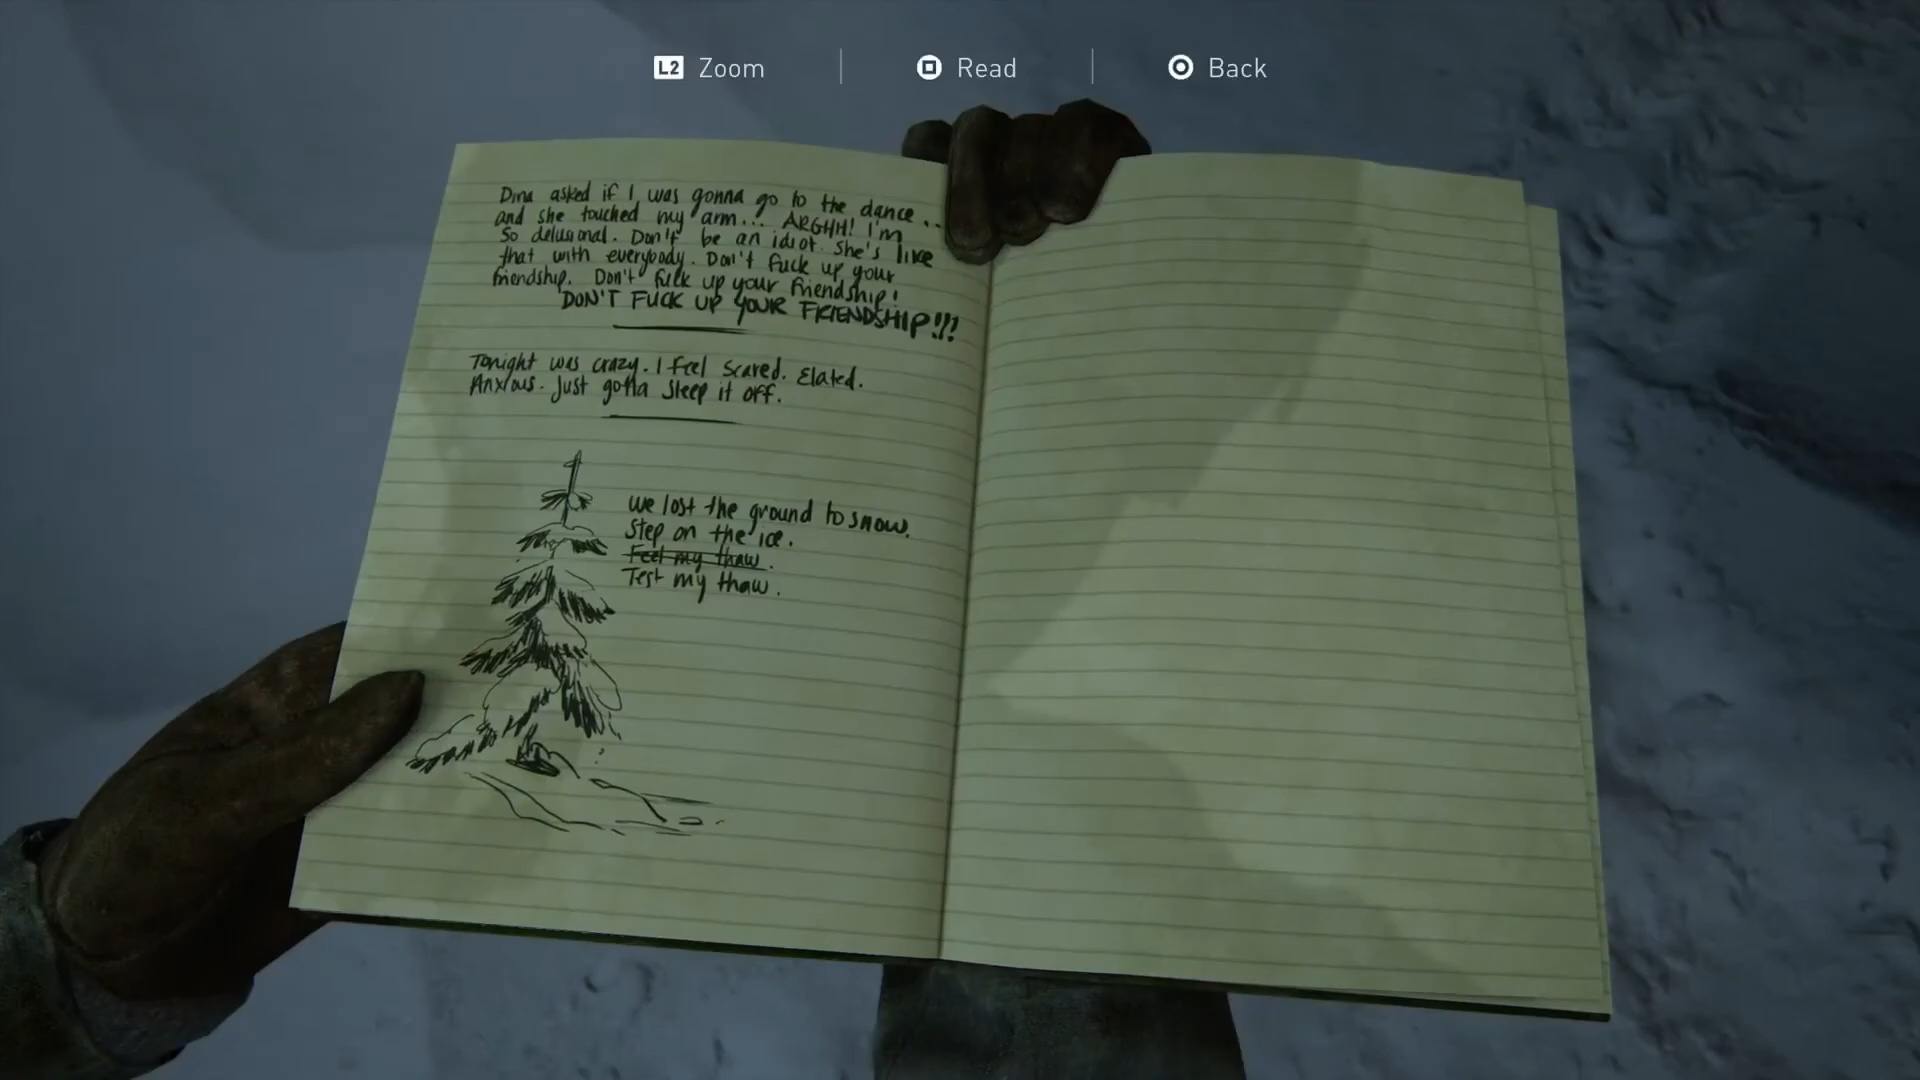 L2 Zoom
Read
Back
Dina asked if I was gonna go to the dance...
and she touched my arm... ARGHH! I'm
so delusional. Don't be an idiot. She's like
that with everybody. Don't fuck up your
friendship. Don't fuck up your friendship!
DON'T FUCK UP YOUR FRIENDSHIP!!!
Tonight was crazy. I feel scared. Elated.
Anxious. Just gotta sleep it off.
We lost the ground to snow.
Step on the ice.
Feel my thaw.
Test my thaw.